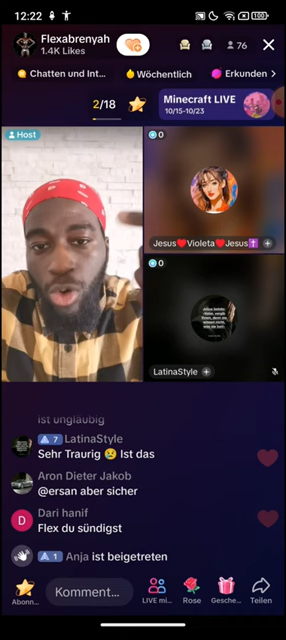 12:22
100
Flexabrenyah
1.4K Likes
76
Chatten und Int...
Wöchentlich
Erkunden
2/18
Minecraft LIVE
10/15-10/23
Host
0
Jesus❤️Violeta❤️Jesus✝️
0
LatinaStyle
ist ungläubig
7 LatinaStyle
Sehr Traurig 😢 Ist das
Aron Dieter Jakob
@ersan aber sicher
D
Dari hanif
Flex du sündigst
1 Anja ist beigetreten
Abonn...
Komment...
LIVE mi...
Rose
Gesche...
Teilen